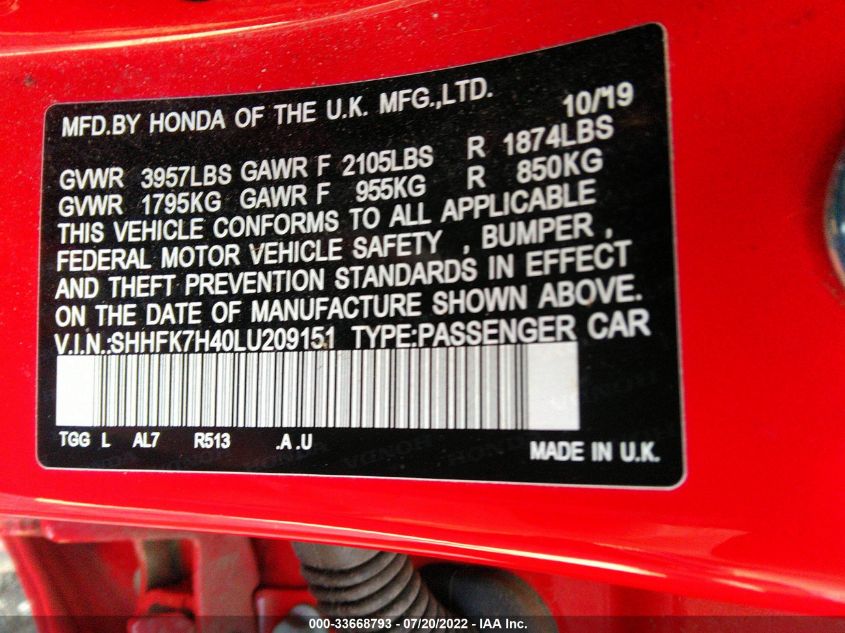 MFD.BY HONDA OF THE U.K. MFG.,LTD. 10/'19
GVWR 3957LBS GAWR F 2105LBS R 1874LBS
GVWR 1795KG GAWR F 955KG R 850KG
THIS VEHICLE CONFORMS TO ALL APPLICABLE
FEDERAL MOTOR VEHICLE SAFETY , BUMPER ,
AND THEFT PREVENTION STANDARDS IN EFFECT
ON THE DATE OF MANUFACTURE SHOWN ABOVE.
V.I.N.:SHHFK7H40LU209151 TYPE:PASSENGER CAR
TGG L AL7 R513 .A .U
MADE IN U.K.
000-33668793 - 07/20/2022 - IAA Inc.